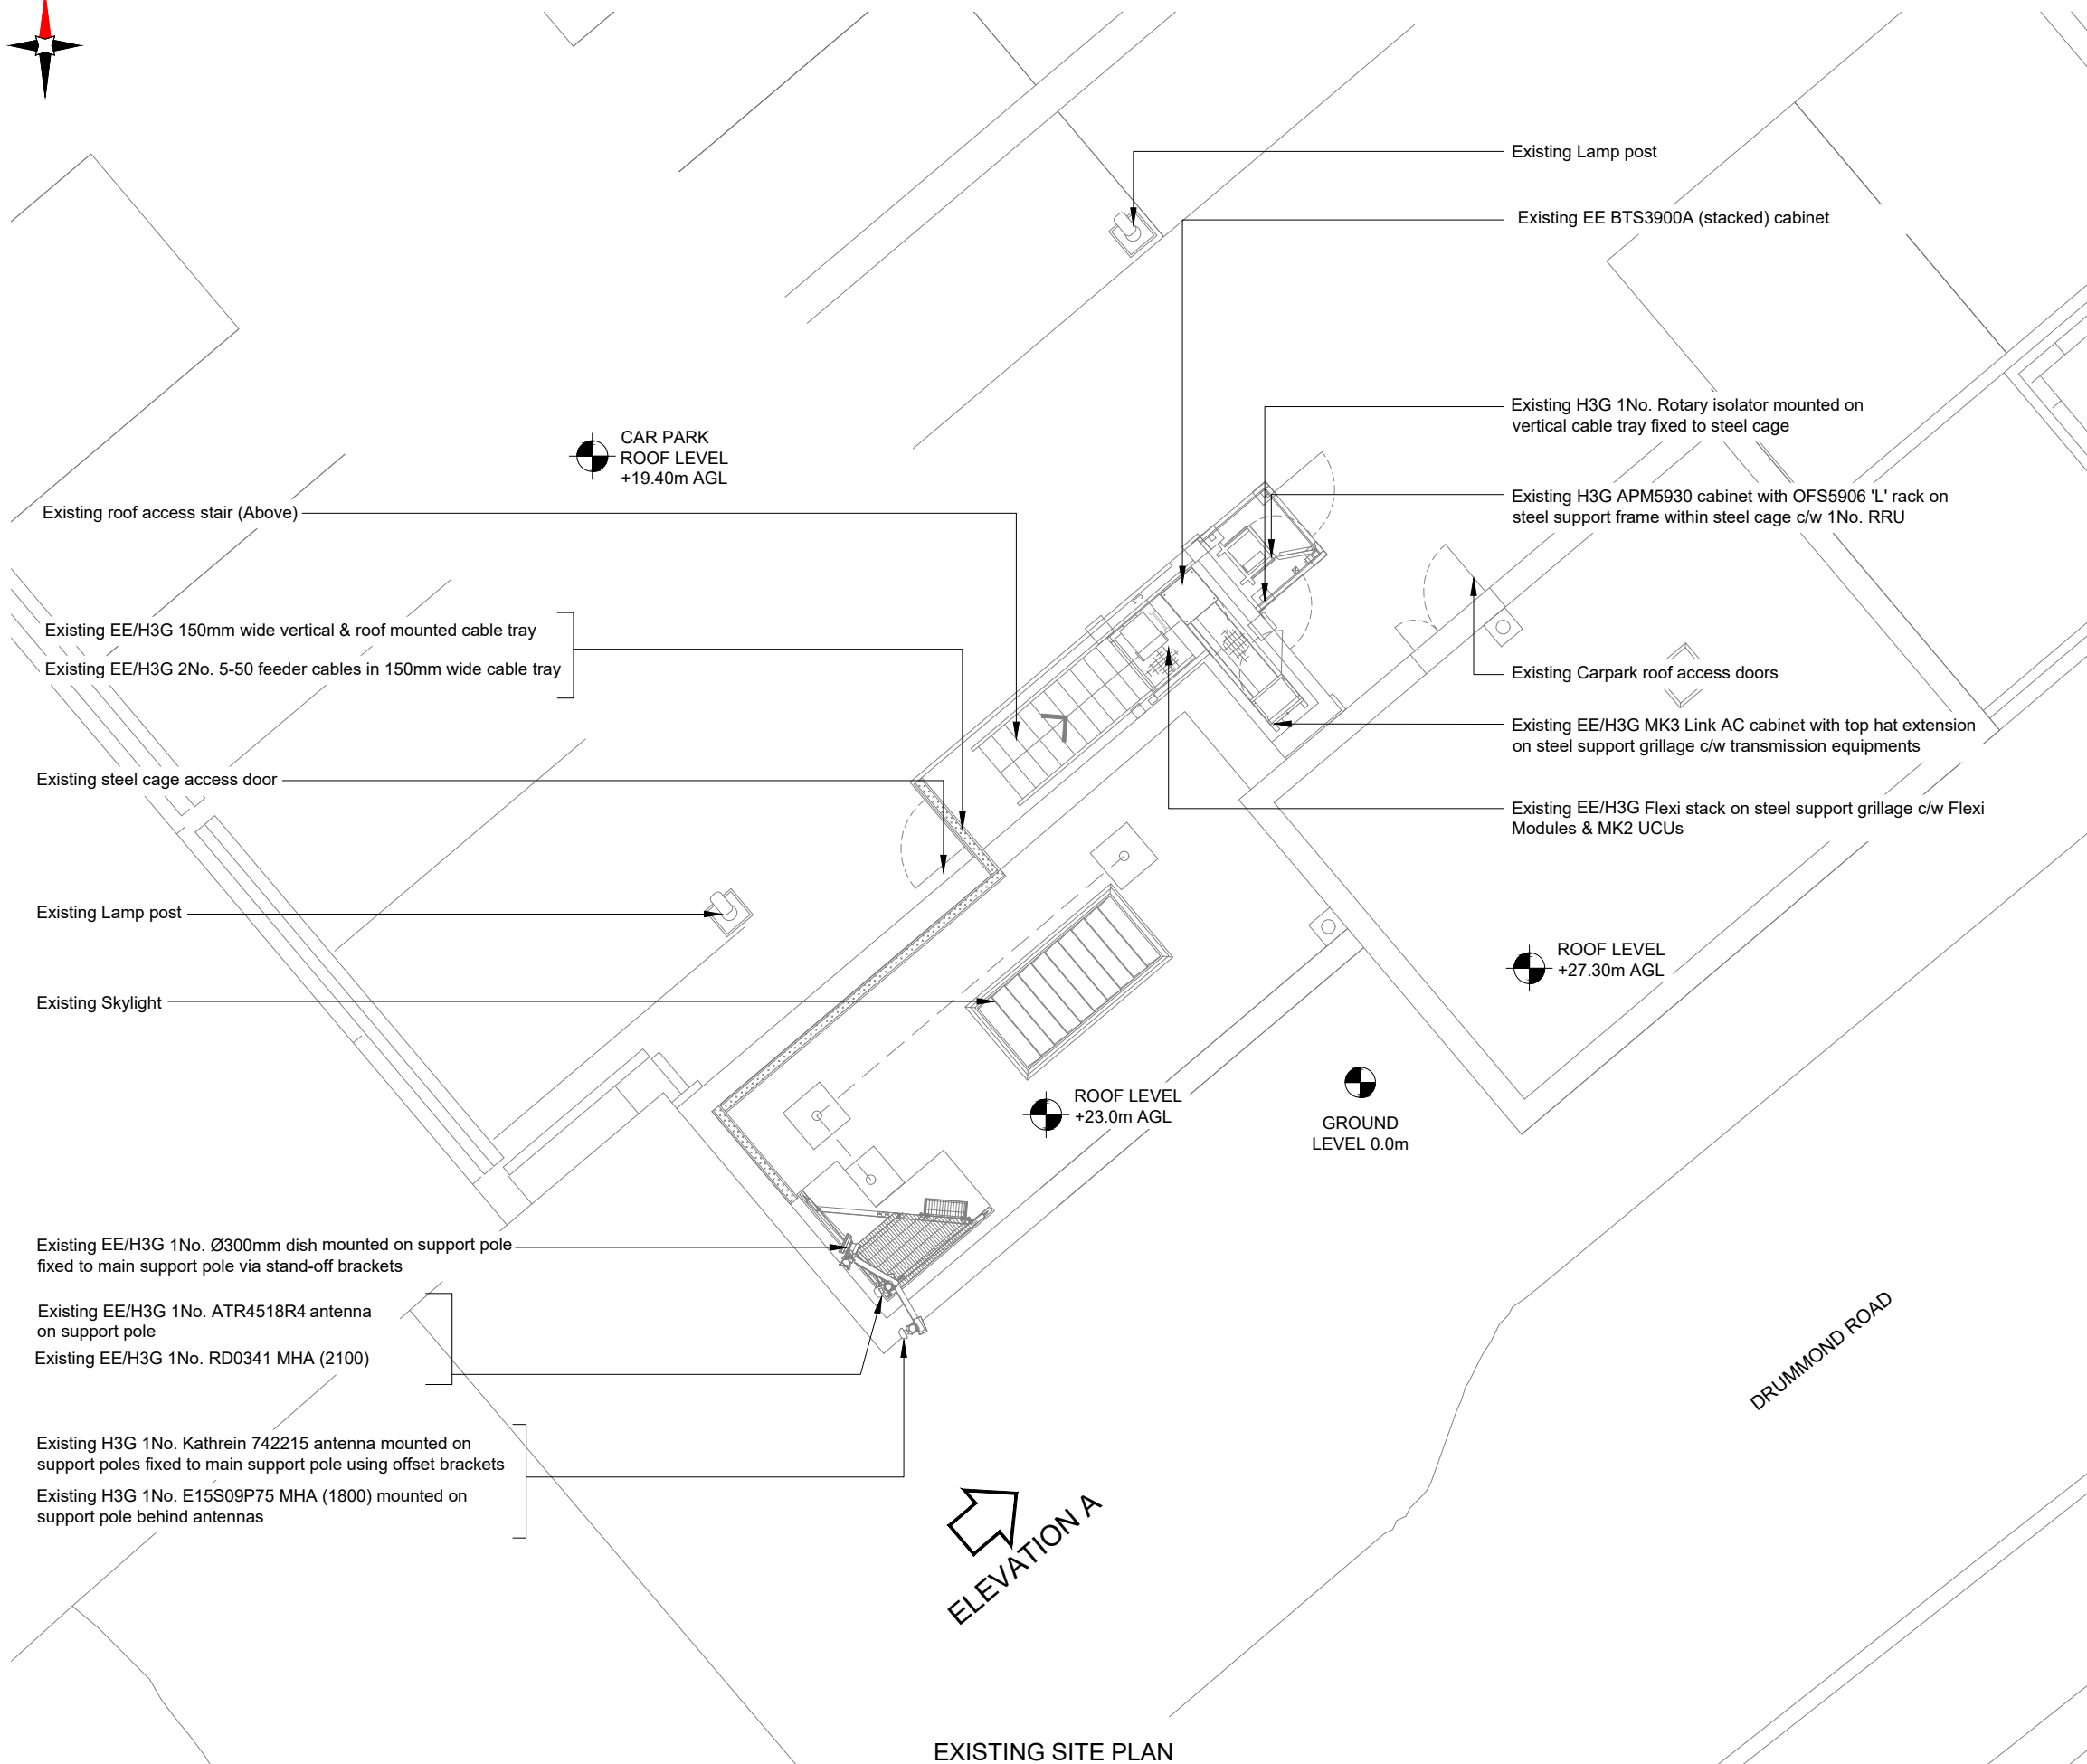 Existing Lamp post
Existing EE BTS3900A (stacked) cabinet
Existing H3G 1No. Rotary isolator mounted on
vertical cable tray fixed to steel cage
CAR PARK
ROOF LEVEL
+19.40m AGL
Existing H3G APM5930 cabinet with OFS5906 'L' rack on
steel support frame within steel cage c/w 1No. RRU
Existing roof access stair (Above)
Existing EE/H3G 150mm wide vertical & roof mounted cable tray
Existing EE/H3G 2No. 5-50 feeder cables in 150mm wide cable tray
Existing Carpark roof access doors
Existing EE/H3G MK3 Link AC cabinet with top hat extension
on steel support grillage c/w transmission equipments
Existing steel cage access door
Existing EE/H3G Flexi stack on steel support grillage c/w Flexi
Modules & MK2 UCUs
Existing Lamp post
ROOF LEVEL
+27.30m AGL
Existing Skylight
ROOF LEVEL
+23.0m AGL
GROUND
LEVEL 0.0m
Existing EE/H3G 1No. Ø300mm dish mounted on support pole
fixed to main support pole via stand-off brackets
Existing EE/H3G 1No. ATR4518R4 antenna
on support pole
Existing EE/H3G 1No. RD0341 MHA (2100)
DRUMMOND ROAD
Existing H3G 1No. Kathrein 742215 antenna mounted on
support poles fixed to main support pole using offset brackets
Existing H3G 1No. E15S09P75 MHA (1800) mounted on
support pole behind antennas
ELEVATION A
EXISTING SITE PLAN